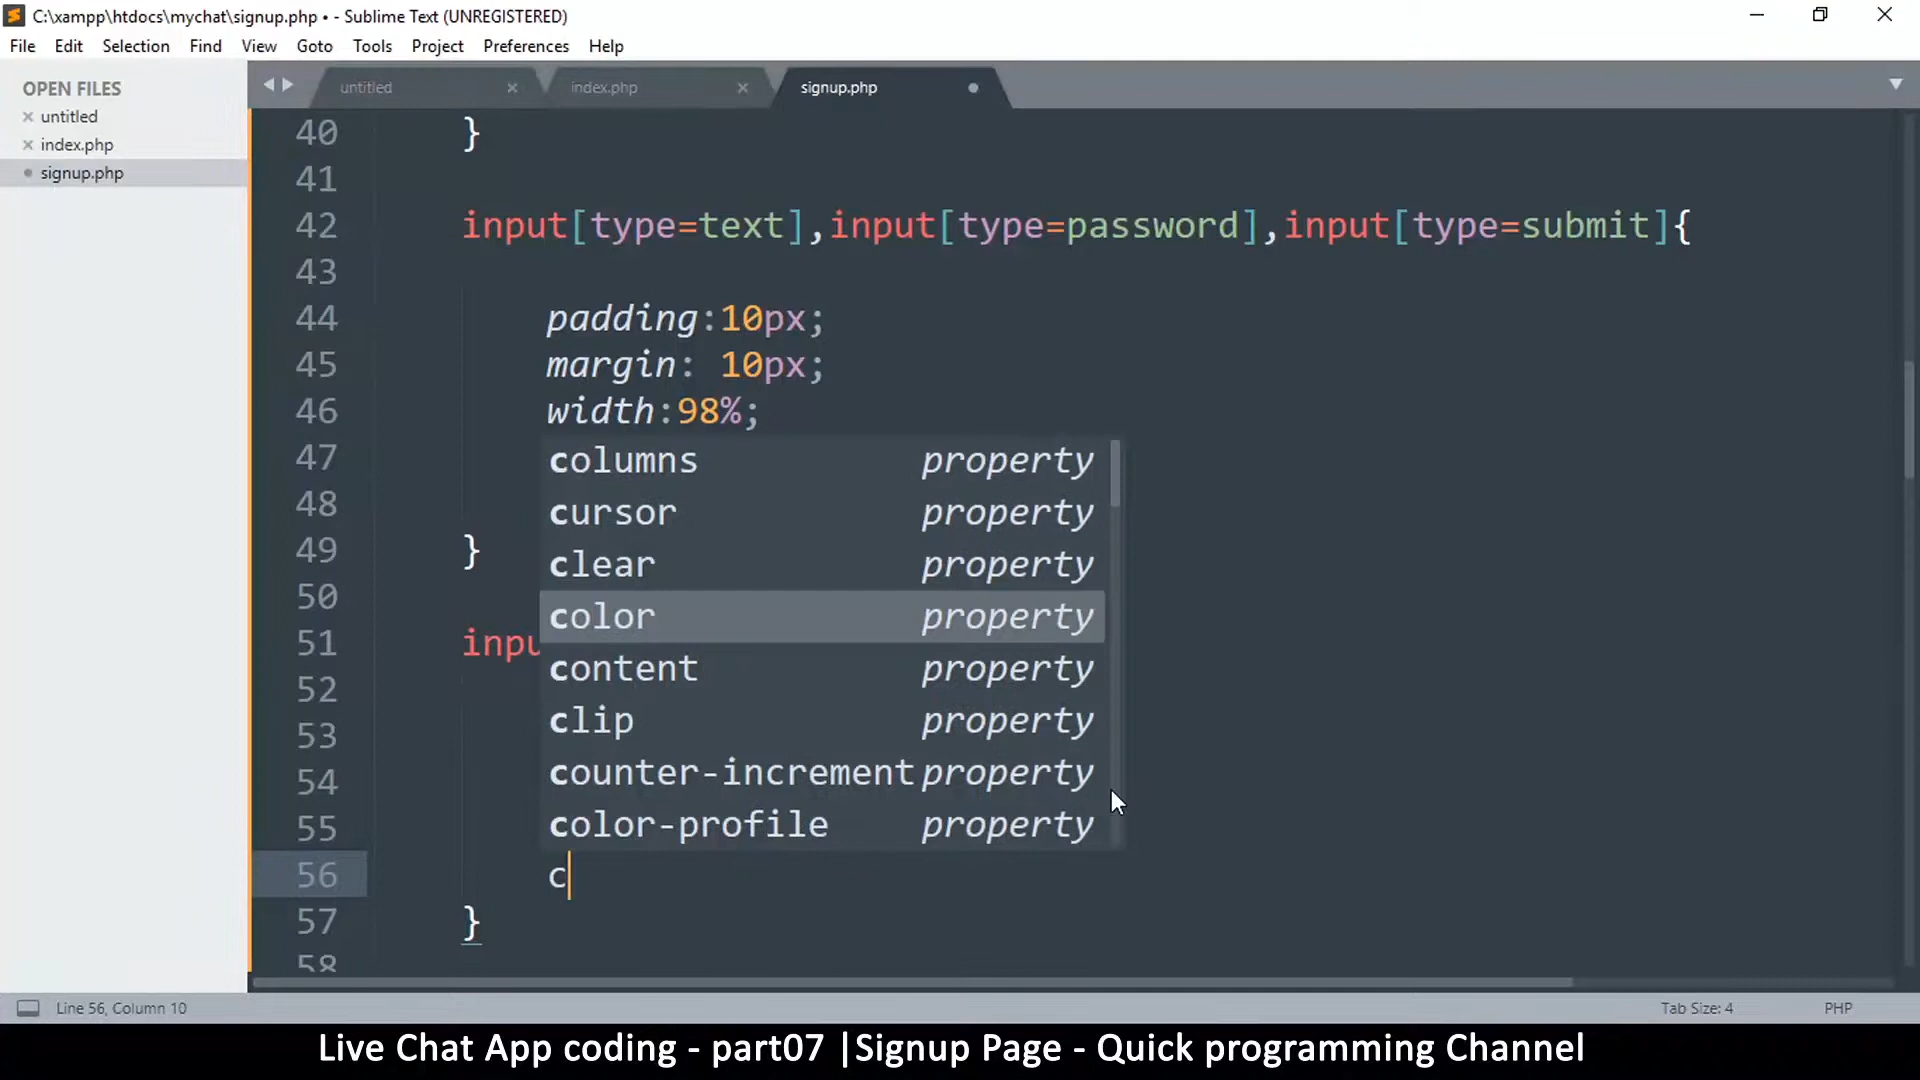 C:\xampp\htdocs\mychat\signup.php • - Sublime Text (UNREGISTERED)
File Edit Selection Find View Goto Tools Project Preferences Help
OPEN FILES
untitled
index.php
signup.php
untitled index.php signup.php
40 }
41
42 input[type=text],input[type=password],input[type=submit]{
43
44 padding:10px;
45 margin: 10px;
46 width:98%;
47 columns property
48 cursor property
49 } clear property
50 color property
51 inpu content property
52 clip property
53 counter-increment property
54 color-profile property
55
56 c
57 }
58
Line 56, Column 10 Tab Size: 4 PHP
Live Chat App coding - part07 |Signup Page - Quick programming Channel